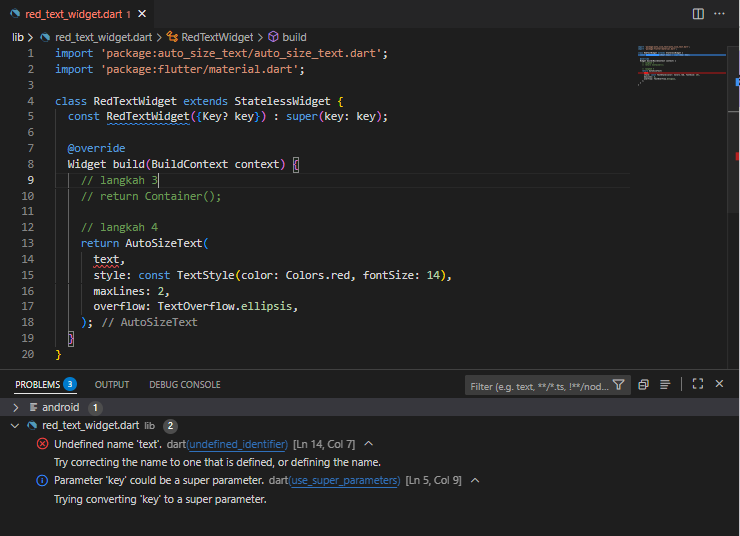 red_text_widget.dart 1
lib > red_text_widget.dart > RedTextWidget > build
1 import 'package:auto_size_text/auto_size_text.dart';
2 import 'package:flutter/material.dart';
3
4 class RedTextWidget extends StatelessWidget {
5 const RedTextWidget({Key? key}) : super(key: key);
6
7 @override
8 Widget build(BuildContext context) {
9 // langkah 3
10 // return Container();
11
12 // langkah 4
13 return AutoSizeText(
14 text,
15 style: const TextStyle(color: Colors.red, fontSize: 14),
16 maxLines: 2,
17 overflow: TextOverflow.ellipsis,
18 ); // AutoSizeText
19 }
20 }
PROBLEMS 3 OUTPUT DEBUG CONSOLE Filter (e.g. text, **/*.ts, !**/nod...
android 1
red_text_widget.dart lib 2
Undefined name 'text'. dart(undefined_identifier) [Ln 14, Col 7]
Try correcting the name to one that is defined, or defining the name.
Parameter 'key' could be a super parameter. dart(use_super_parameters) [Ln 5, Col 9]
Trying converting 'key' to a super parameter.